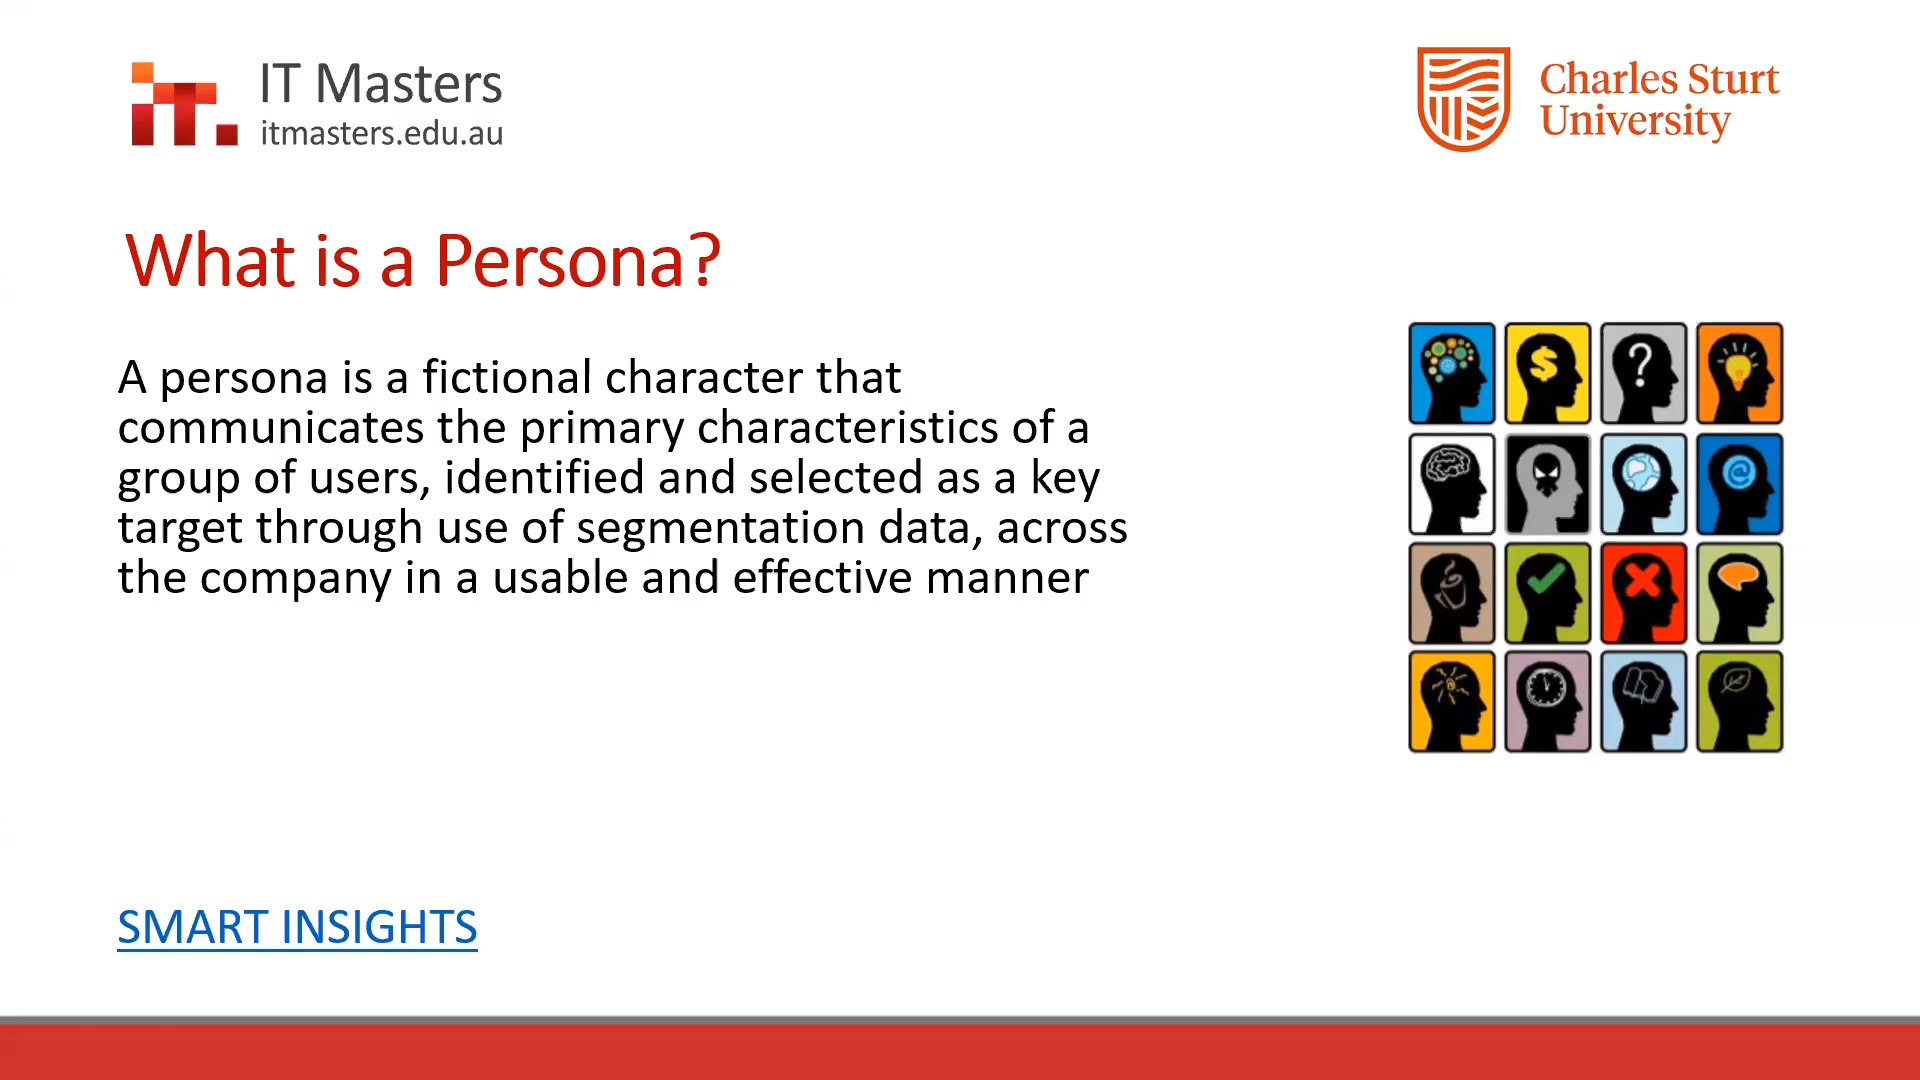 IT Masters
itmasters.edu.au
Charles Sturt
University
What is a Persona?
A persona is a fictional character that
communicates the primary characteristics of a
group of users, identified and selected as a key
target through use of segmentation data, across
the company in a usable and effective manner
$
?
@
SMART INSIGHTS